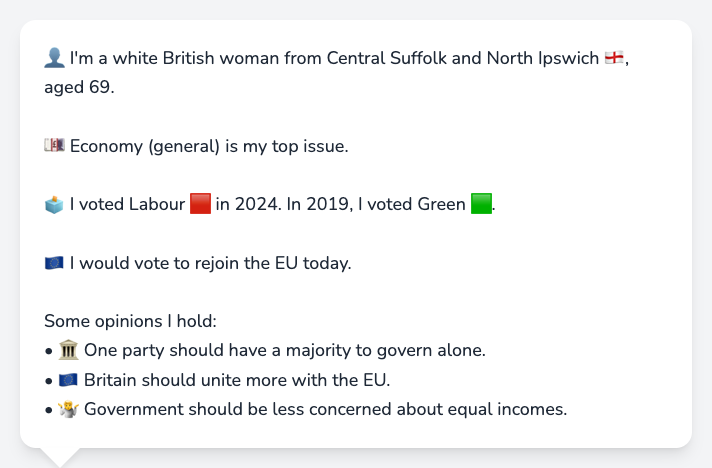 👤 I'm a white British woman from Central Suffolk and North Ipswich 🏴󠁧󠁢󠁥󠁮󠁧󠁿,
aged 69.
💷 Economy (general) is my top issue.
🗳️ I voted Labour 🟥 in 2024. In 2019, I voted Green 🟩.
🇪🇺 I would vote to rejoin the EU today.
Some opinions I hold:
• 🏛️ One party should have a majority to govern alone.
• 🇪🇺 Britain should unite more with the EU.
• 🤷 Government should be less concerned about equal incomes.